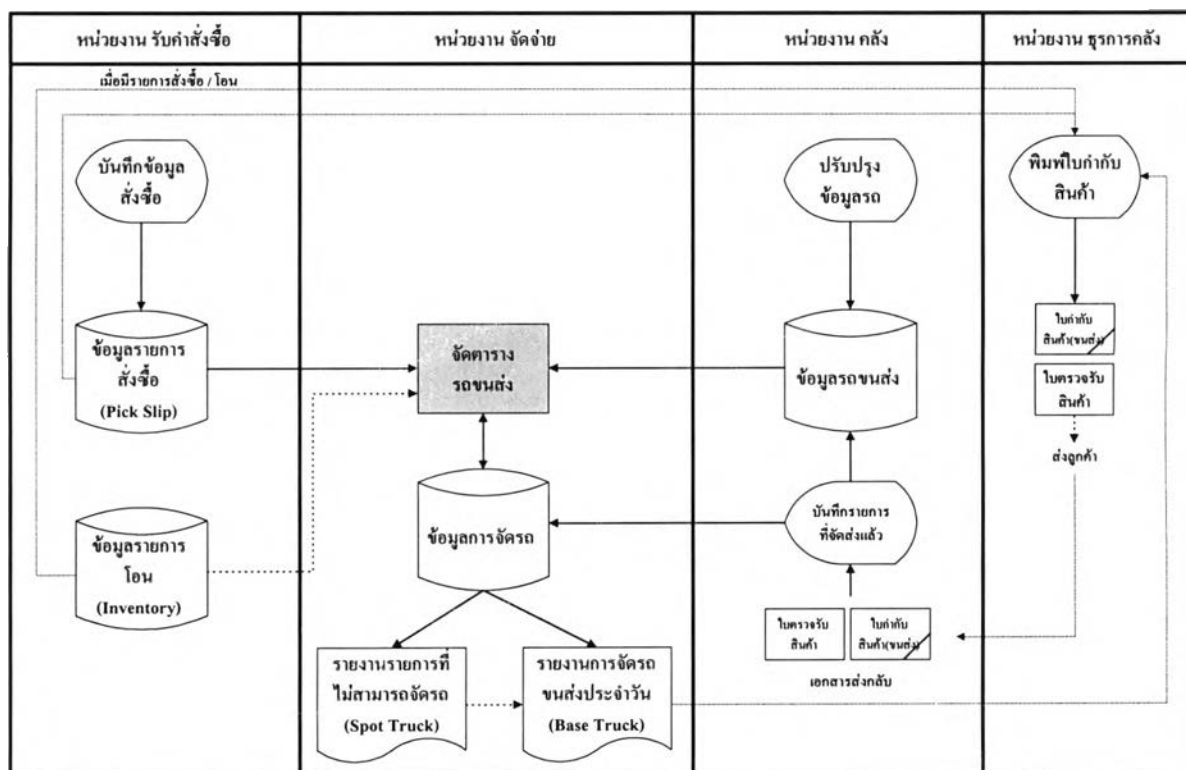 หน่วยงาน รับคำสั่งซื้อ
หน่วยงาน จัดจ่าย
หน่วยงาน คลัง
หน่วยงาน ธุรการคลัง
เมื่อมีรายการสั่งซื้อ / โอน
บันทึกข้อมูล
สั่งซื้อ
ปรับปรุง
ข้อมูลรถ
พิมพ์ใบกำกับ
สินค้า
ข้อมูลรายการ
สั่งซื้อ
(Pick Slip)
จัดตาราง
รถขนส่ง
ข้อมูลรถขนส่ง
ใบกำกับ
สินค้า(ขนส่ง)
ใบตรวจรับ
สินค้า
ส่งลูกค้า
ข้อมูลรายการ
โอน
(Inventory)
ข้อมูลการจัดรถ
บันทึกรายการ
ที่จัดส่งแล้ว
ใบตรวจรับ
สินค้า
ใบกำกับ
สินค้า(ขนส่ง)
เอกสารส่งกลับ
รายงานรายการที่
ไม่สามารถจัดรถ
(Spot Truck)
รายงานการจัดรถ
ขนส่งประจำวัน
(Base Truck)